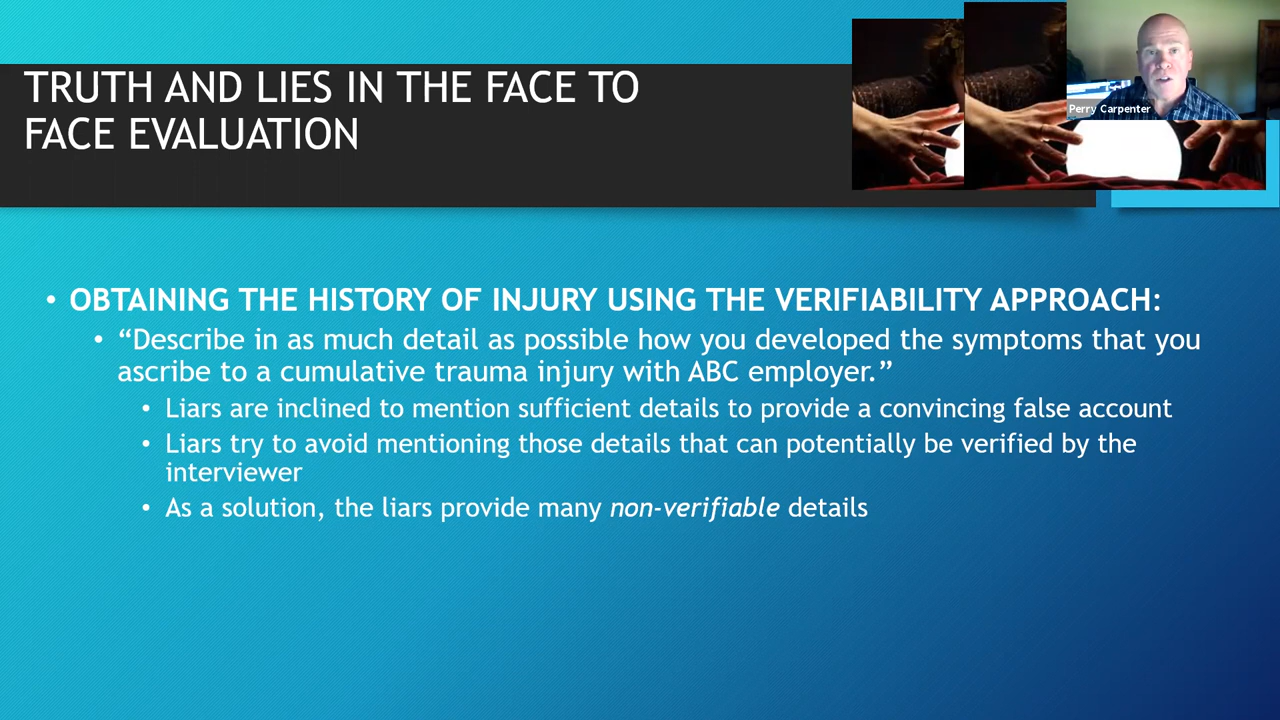 TRUTH AND LIES IN THE FACE TO
FACE EVALUATION
Perry Carpenter
• OBTAINING THE HISTORY OF INJURY USING THE VERIFIABILITY APPROACH:
• “Describe in as much detail as possible how you developed the symptoms that you
ascribe to a cumulative trauma injury with ABC employer.”
• Liars are inclined to mention sufficient details to provide a convincing false account
• Liars try to avoid mentioning those details that can potentially be verified by the
interviewer
• As a solution, the liars provide many non-verifiable details